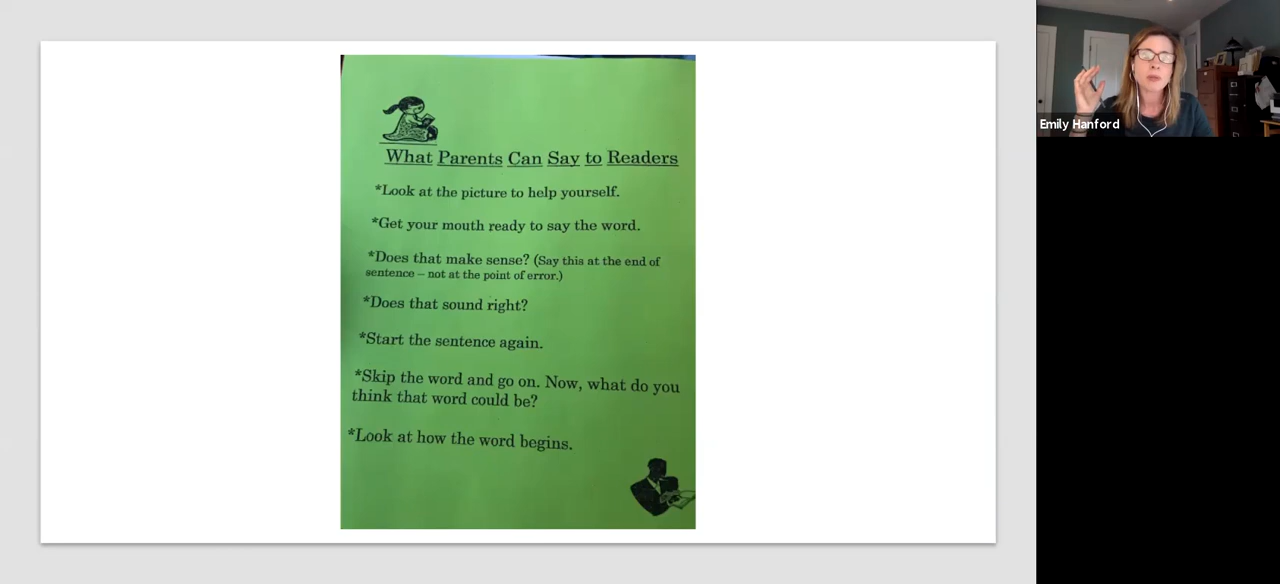 What Parents Can Say to Readers
*Look at the picture to help yourself.
*Get your mouth ready to say the word.
*Does that make sense? (Say this at the end of
sentence – not at the point of error.)
*Does that sound right?
*Start the sentence again.
*Skip the word and go on. Now, what do you
think that word could be?
*Look at how the word begins.
Emily Hanford